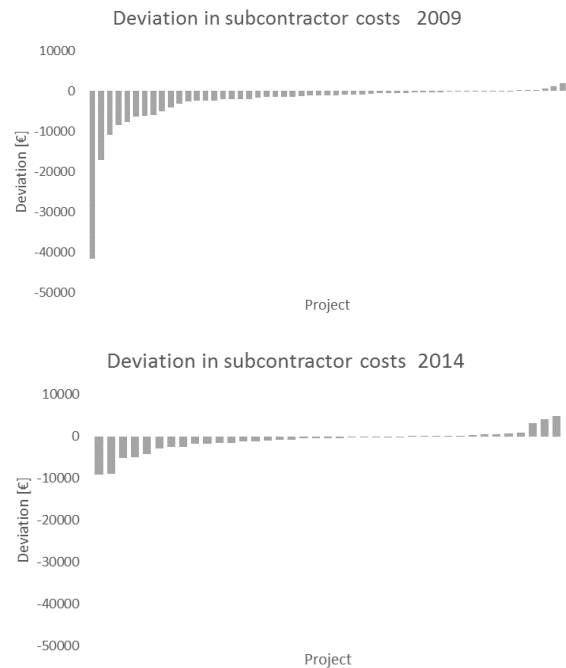 Deviation in subcontractor costs 2009
10000
0
-10000
-20000
-30000
-40000
-50000
Deviation [€]
Project
Deviation in subcontractor costs 2014
10000
0
-10000
-20000
-30000
-40000
-50000
Deviation [€]
Project